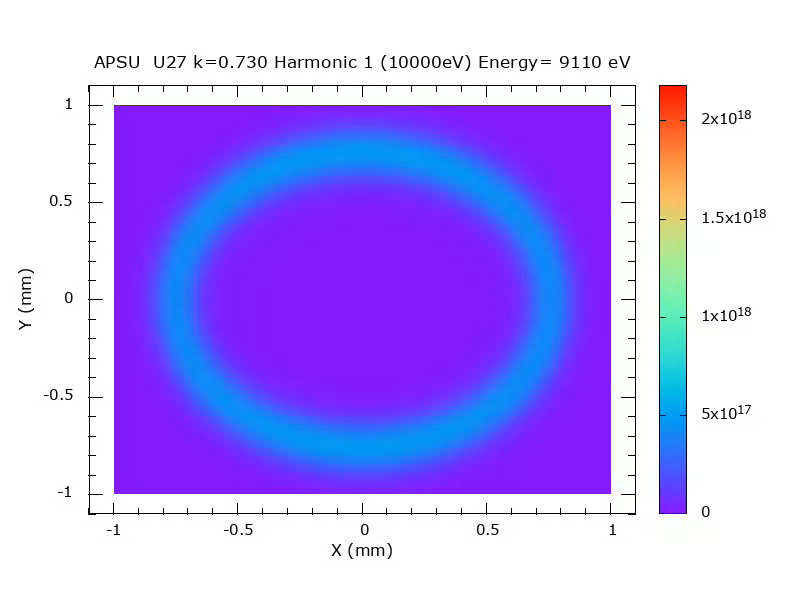 APSU  U27 k=0.730 Harmonic 1 (10000eV) Energy= 9110 eV
1
0.5
0
-0.5
-1
Y (mm)
-1
-0.5
0
0.5
1
X (mm)
2x10^18
1.5x10^18
1x10^18
5x10^17
0